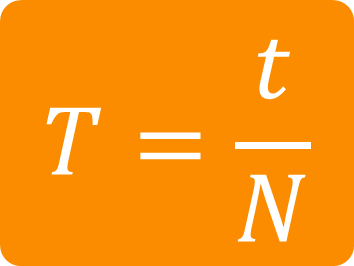 T = t/N